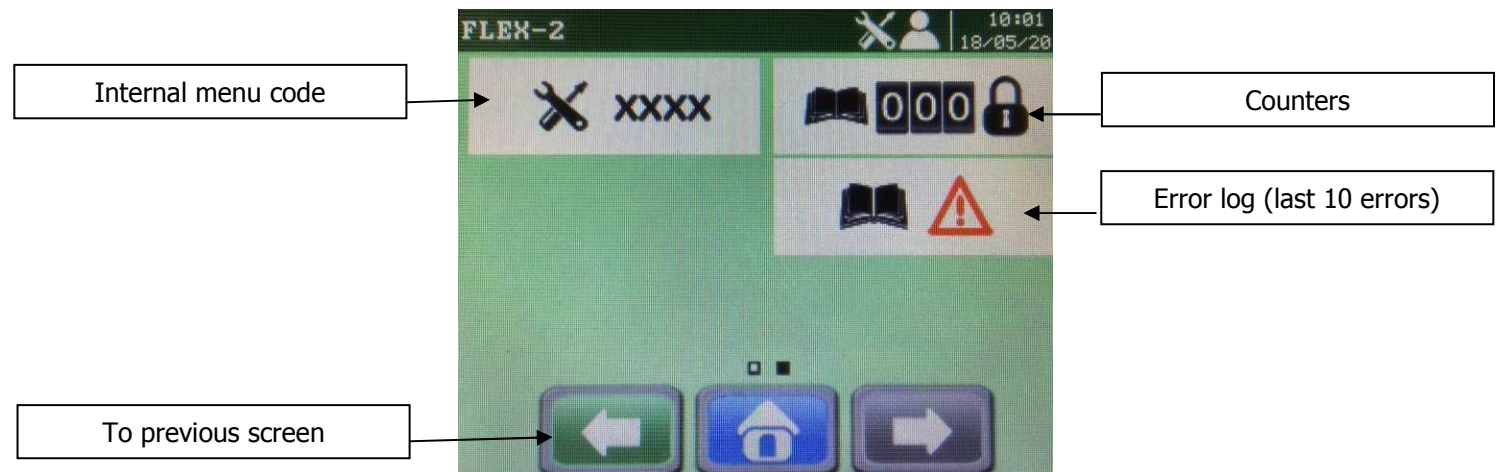 FLEX-2
10:01
18/05/20
Internal menu code
XXXX
000
Counters
Error log (last 10 errors)
To previous screen